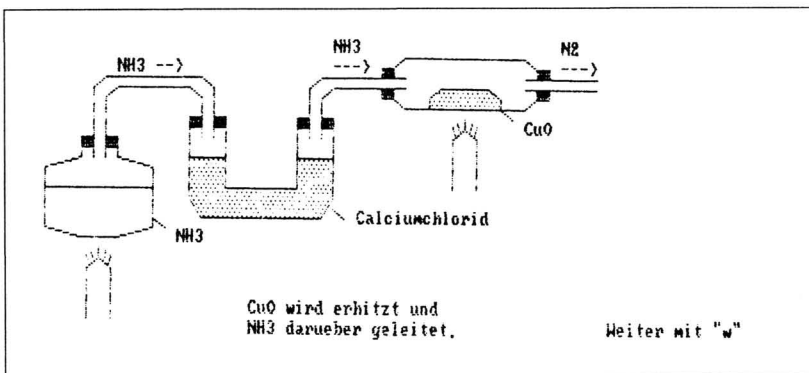 NH3 --->
NH3
--->
N2
--->
CuO
Calciumchlorid
NH3
CuO wird erhitzt und
NH3 darueber geleitet.
Weiter mit "w"